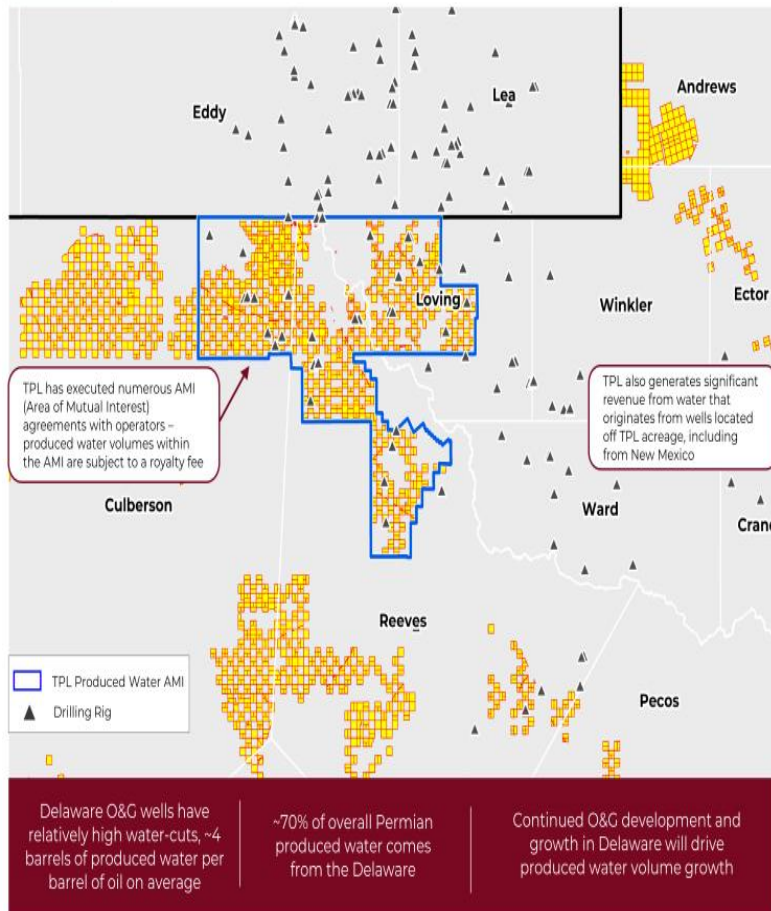 Andrews
Lea
Eddy
Ector
Winkler
Loving
TPL has executed numerous AMI
(Area of Mutual Interest)
agreements with operators –
produced water volumes within
the AMI are subject to a royalty fee
TPL also generates significant
revenue from water that
originates from wells located
off TPL acreage, including
from New Mexico
Culberson
Ward
Cran
Reeves
Pecos
TPL Produced Water AMI
Drilling Rig
Delaware O&G wells have
relatively high water-cuts, ~4
barrels of produced water per
barrel of oil on average
~70% of overall Permian
produced water comes
from the Delaware
Continued O&G development and
growth in Delaware will drive
produced water volume growth